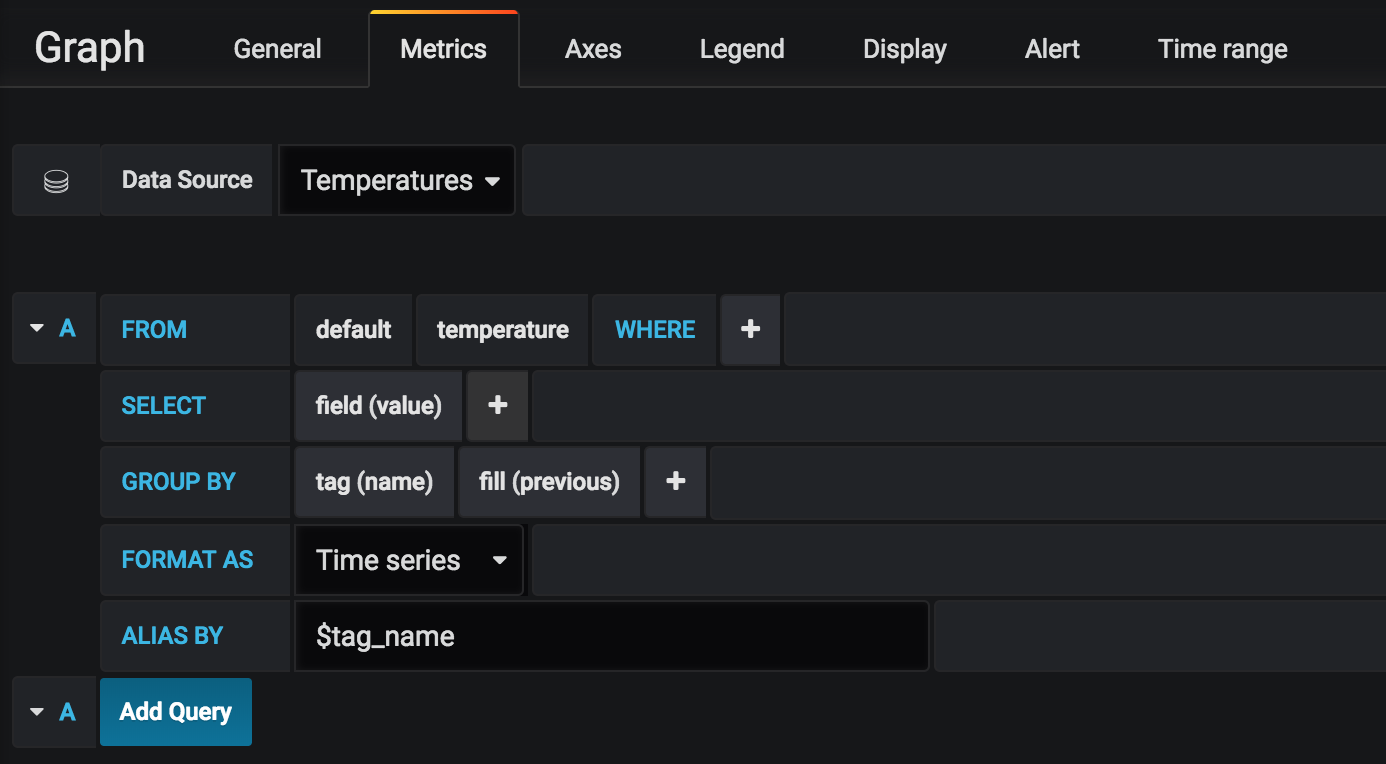 Graph General Metrics Axes Legend Display Alert Time range
Data Source Temperatures
A FROM default temperature WHERE +
SELECT field (value) +
GROUP BY tag (name) fill (previous) +
FORMAT AS Time series
ALIAS BY $tag_name
A Add Query